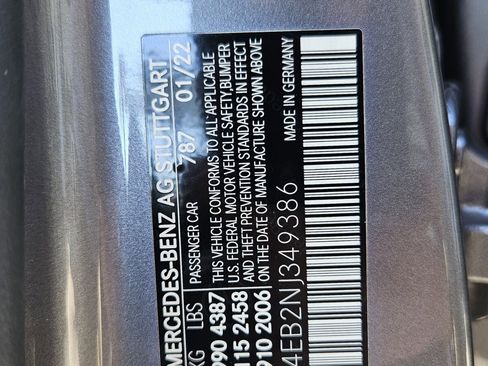 MERCEDES-BENZ AG STUTTGART
787 01/22
KG LBS PASSENGER CAR
990 4387 THIS VEHICLE CONFORMS TO ALL APPLICABLE
115 2458 U.S. FEDERAL MOTOR VEHICLE SAFETY,BUMPER
910 2006 AND THEFT PREVENTION STANDARDS IN EFFECT
ON THE DATE OF MANUFACTURE SHOWN ABOVE
4EB2NJ349386 MADE IN GERMANY